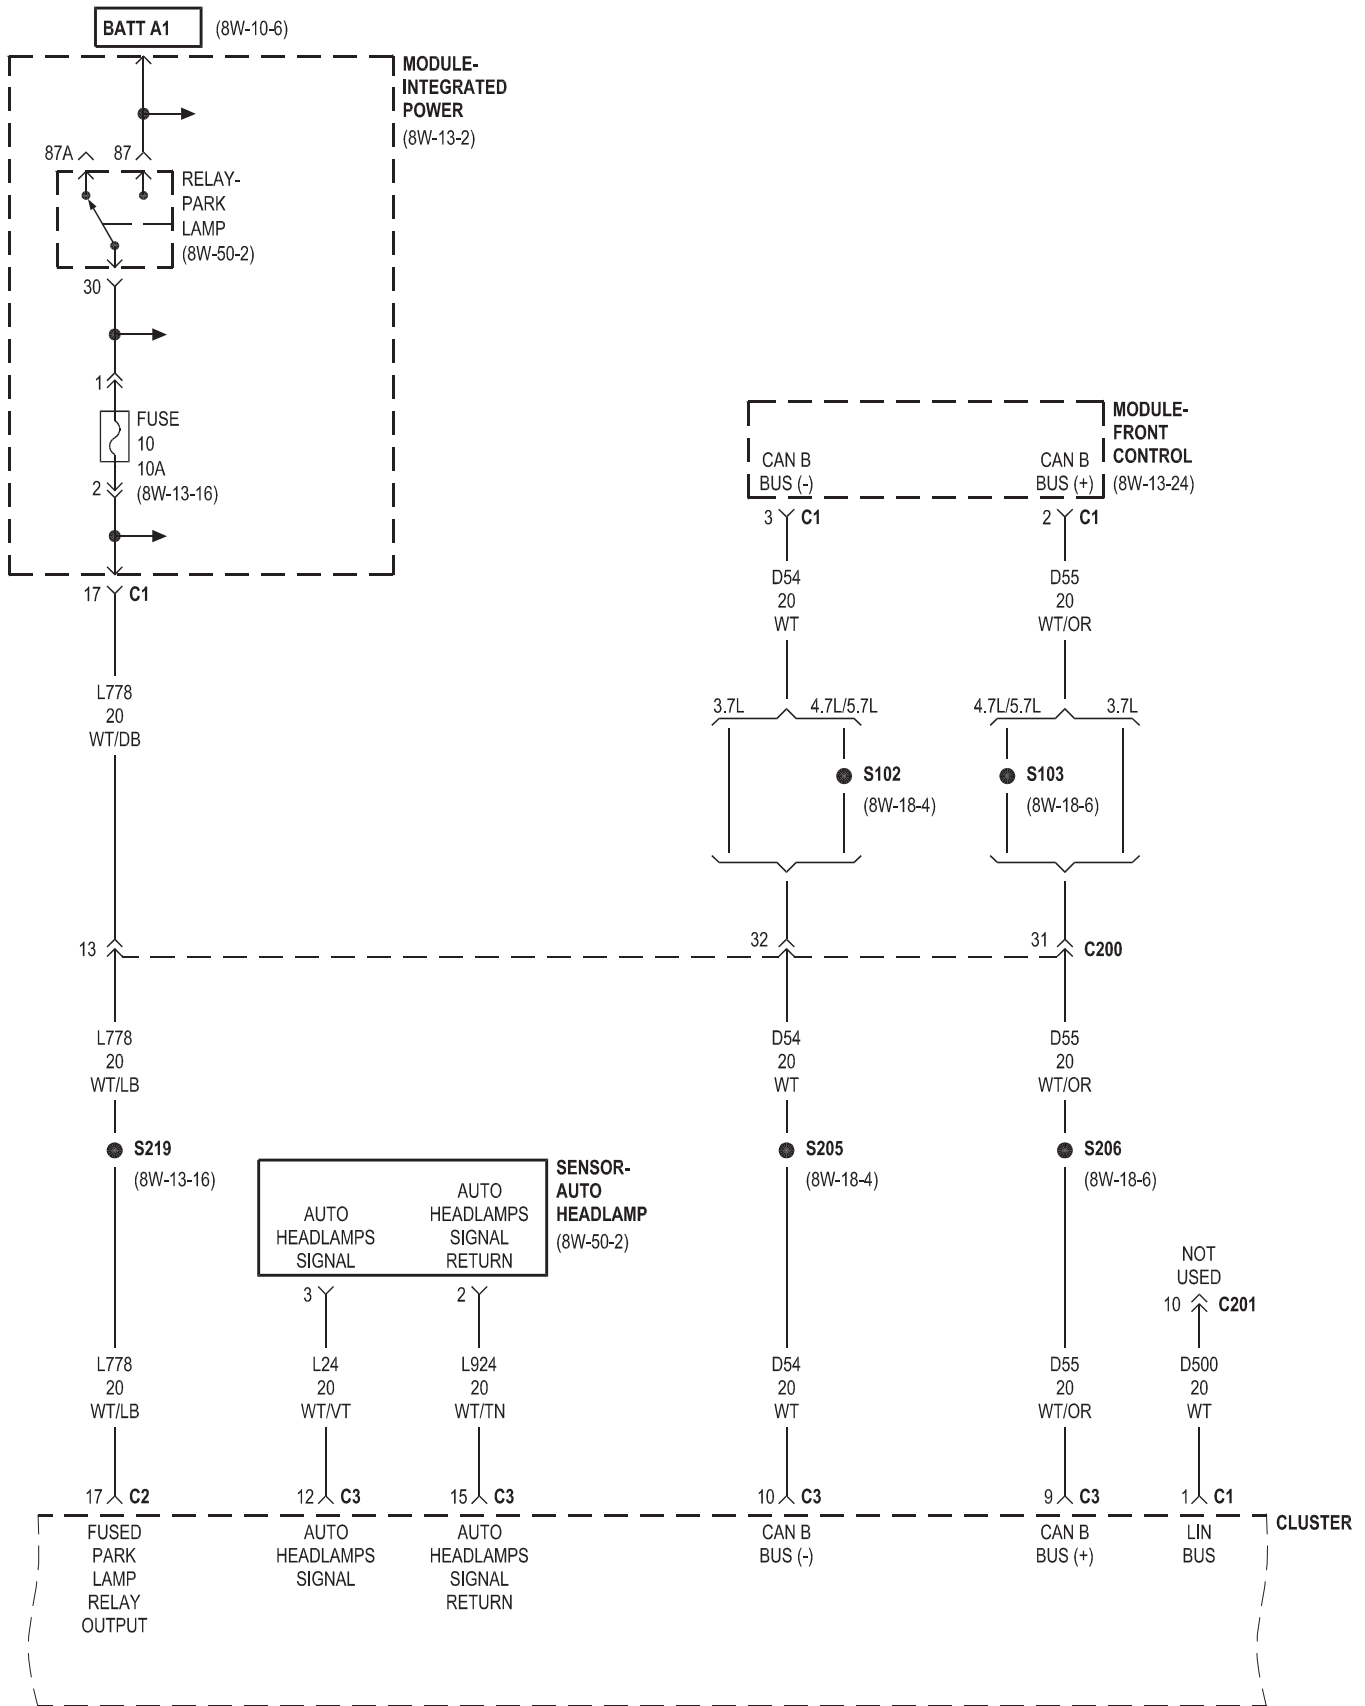 BATT A1 (8W-10-6)
MODULE-
INTEGRATED
POWER
(8W-13-2)
87A 87
RELAY-
PARK
LAMP
(8W-50-2)
30
1
FUSE
10
10A
2 (8W-13-16)
17 C1
L778
20
WT/DB
MODULE-
FRONT
CONTROL
(8W-13-24)
CAN B
BUS (-)
CAN B
BUS (+)
3 C1
2 C1
D54
20
WT
D55
20
WT/OR
3.7L 4.7L/5.7L
4.7L/5.7L 3.7L
S102
(8W-18-4)
S103
(8W-18-6)
13 32 31 C200
L778
20
WT/LB
D54
20
WT
D55
20
WT/OR
S219
(8W-13-16)
S205
(8W-18-4)
S206
(8W-18-6)
SENSOR-
AUTO
HEADLAMP
(8W-50-2)
AUTO
HEADLAMPS
SIGNAL
AUTO
HEADLAMPS
SIGNAL
RETURN
3 2
NOT
USED
10 C201
L778
20
WT/LB
L24
20
WT/VT
L924
20
WT/TN
D54
20
WT
D55
20
WT/OR
D500
20
WT
17 C2
12 C3
15 C3
10 C3
9 C3
1 C1
CLUSTER
FUSED
PARK
LAMP
RELAY
OUTPUT
AUTO
HEADLAMPS
SIGNAL
AUTO
HEADLAMPS
SIGNAL
RETURN
CAN B
BUS (-)
CAN B
BUS (+)
LIN
BUS